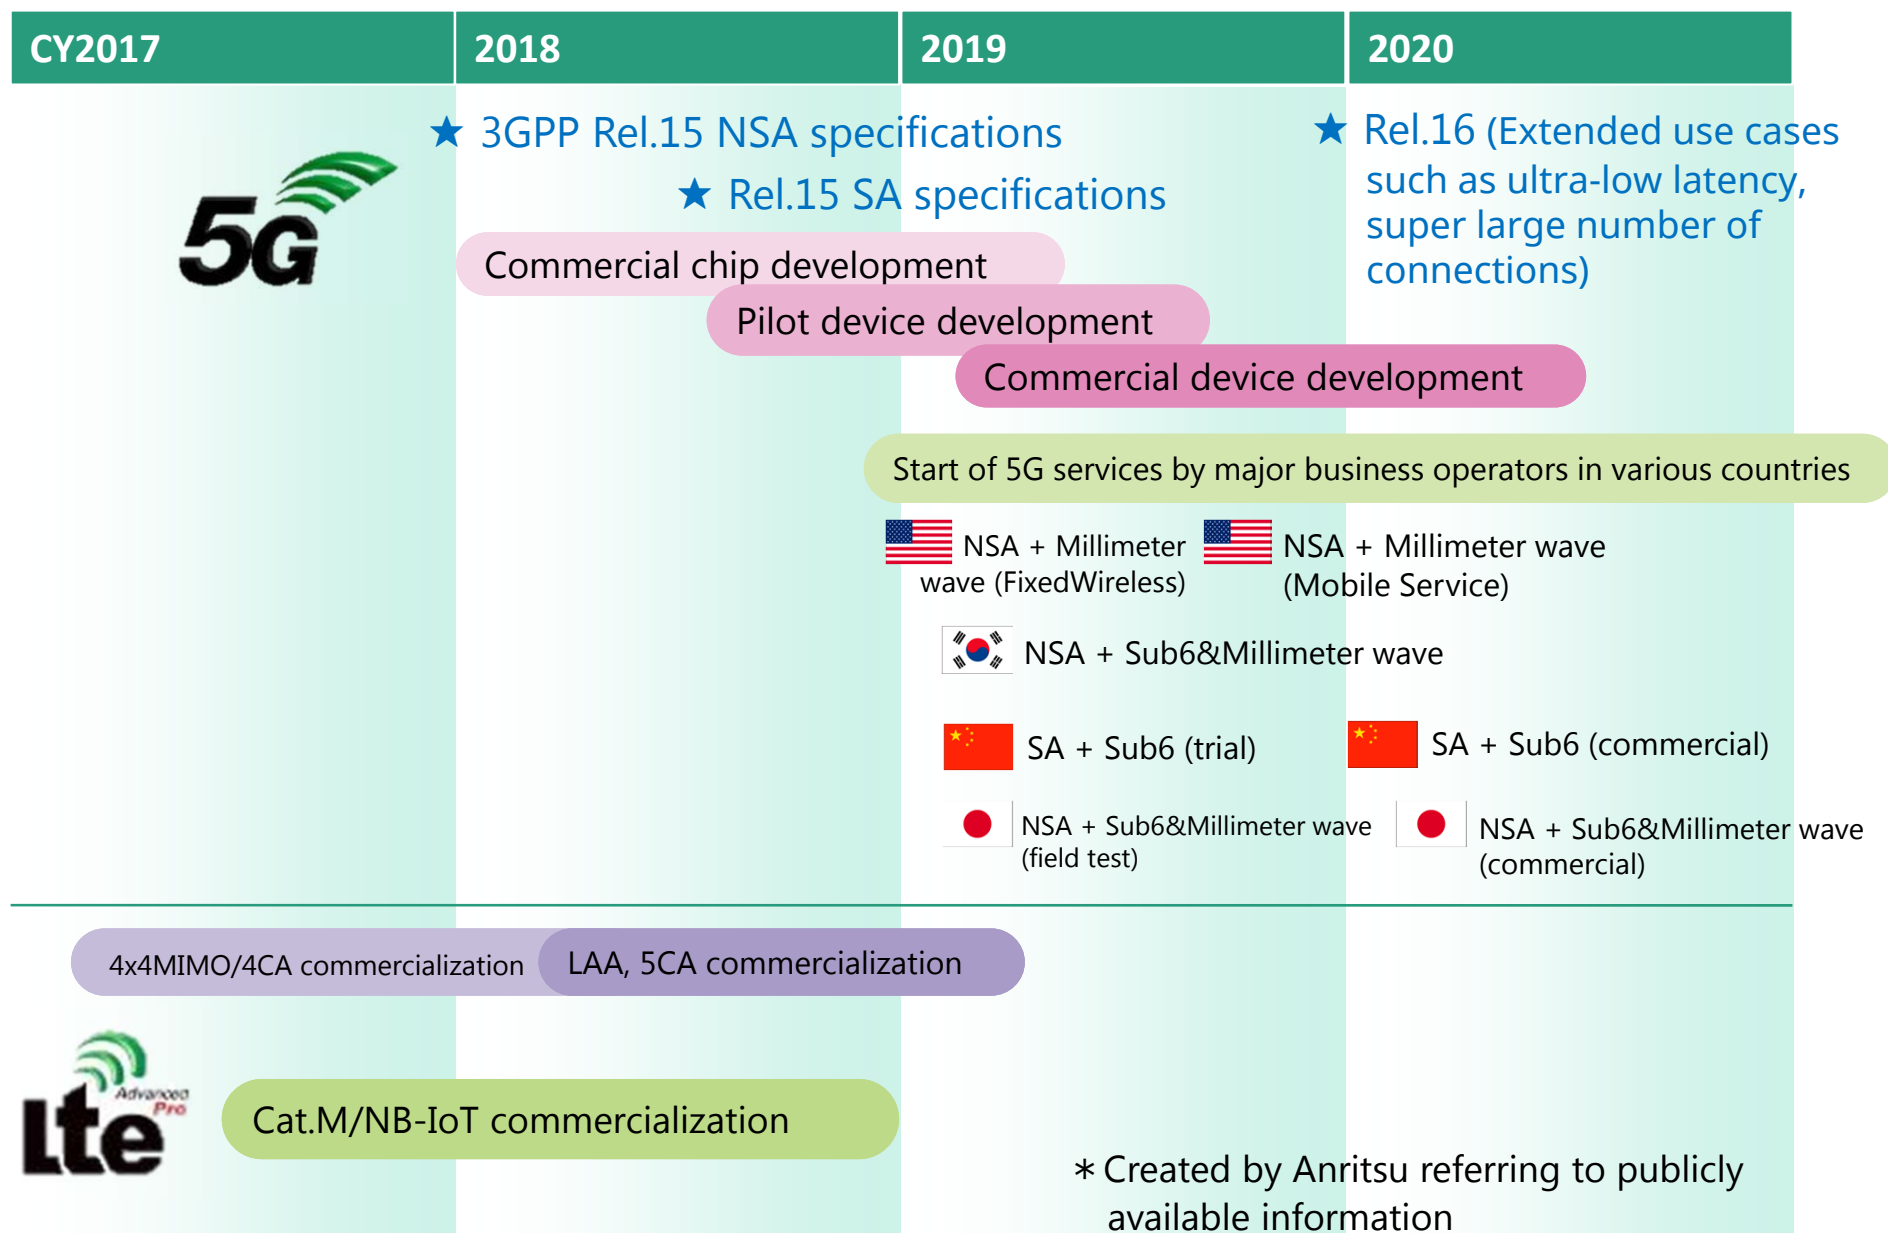 CY2017
2018
2019
2020
5G
★ 3GPP Rel.15 NSA specifications
★ Rel.15 SA specifications
★ Rel.16 (Extended use cases
such as ultra-low latency,
super large number of
connections)
Commercial chip development
Pilot device development
Commercial device development
Start of 5G services by major business operators in various countries
NSA + Millimeter
wave (FixedWireless)
NSA + Millimeter wave
(Mobile Service)
NSA + Sub6&Millimeter wave
SA + Sub6 (trial)
SA + Sub6 (commercial)
NSA + Sub6&Millimeter wave
(field test)
NSA + Sub6&Millimeter wave
(commercial)
4x4MIMO/4CA commercialization
LAA, 5CA commercialization
Advanced
Pro
Lte
Cat.M/NB-IoT commercialization
＊Created by Anritsu referring to publicly
available information